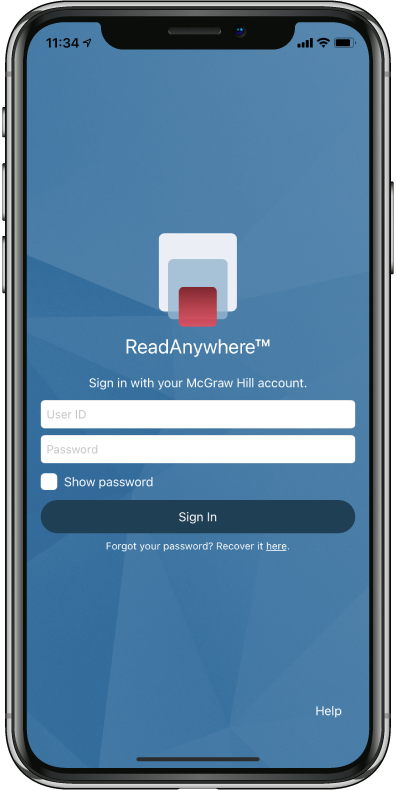 11:34
ReadAnywhere™
Sign in with your McGraw Hill account.
User ID
Password
Show password
Sign In
Forgot your password? Recover it here.
Help